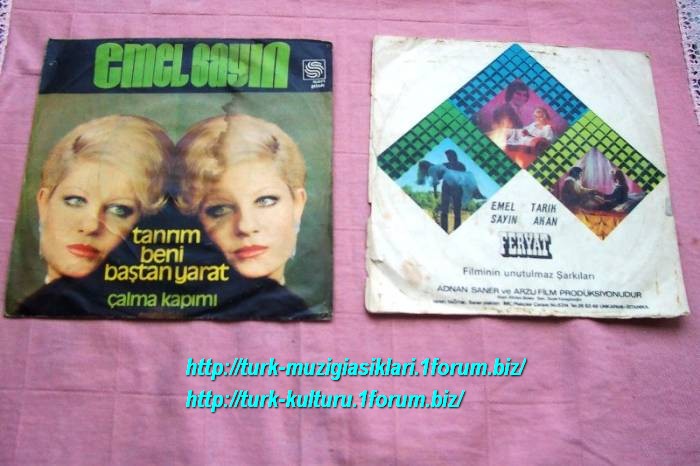 emel sayın
tanrım
beni
baştan yarat
çalma kapımı
EMEL TARIK
SAYIN AKAN
FERYAT
Filminin unutulmaz Şarkıları
ADNAN SANER ve ARZU FİLM PRODÜKSİYONUDUR
http://turk-muzigiasiklari.1forum.biz/
http://turk-kulturu.1forum.biz/